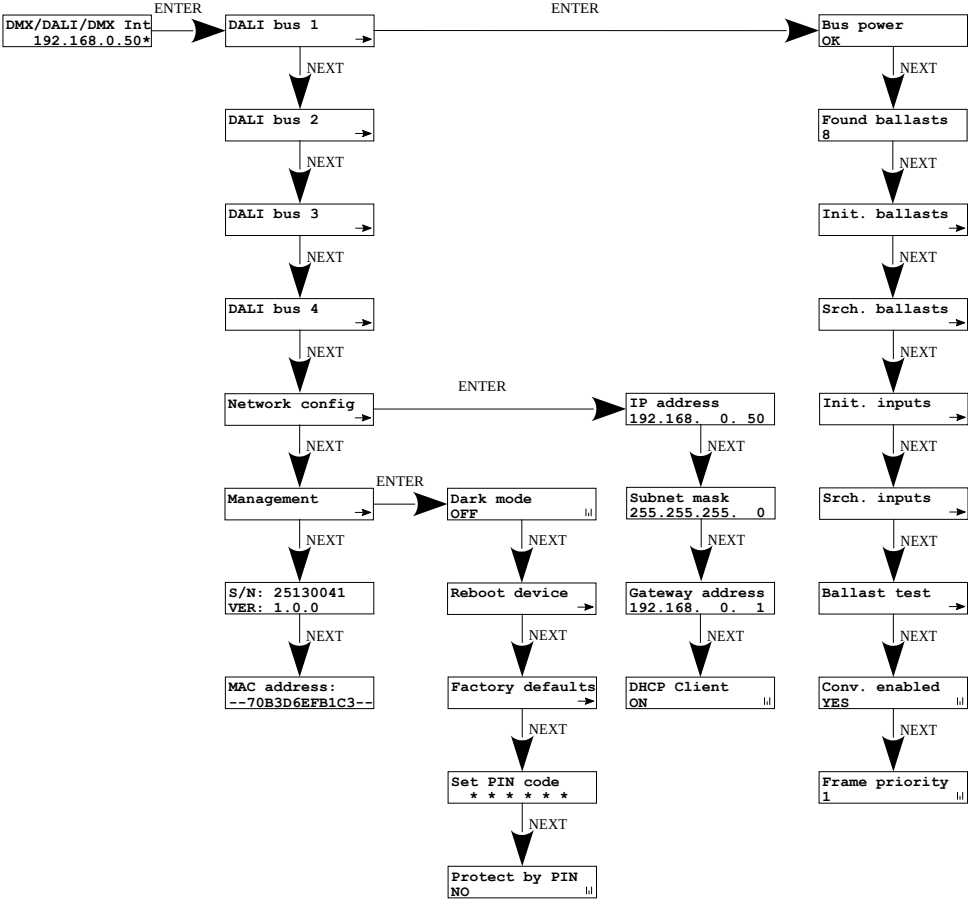 ENTER
DMX/DALI/DMX Int
192.168.0.50*
DALI bus 1
NEXT
DALI bus 2
NEXT
DALI bus 3
NEXT
DALI bus 4
NEXT
Network config
NEXT
Management
NEXT
S/N: 25130041
VER: 1.0.0
NEXT
MAC address:
--70B3D6EFB1C3--
ENTER
Dark mode
OFF
NEXT
Reboot device
NEXT
Factory defaults
NEXT
Set PIN code
* * * * * *
NEXT
Protect by PIN
NO
ENTER
IP address
192.168.  0. 50
NEXT
Subnet mask
255.255.255.  0
NEXT
Gateway address
192.168.  0.  1
NEXT
DHCP Client
ON
ENTER
Bus power
OK
NEXT
Found ballasts
8
NEXT
Init. ballasts
NEXT
Srch. ballasts
NEXT
Init. inputs
NEXT
Srch. inputs
NEXT
Ballast test
NEXT
Conv. enabled
YES
NEXT
Frame priority
1